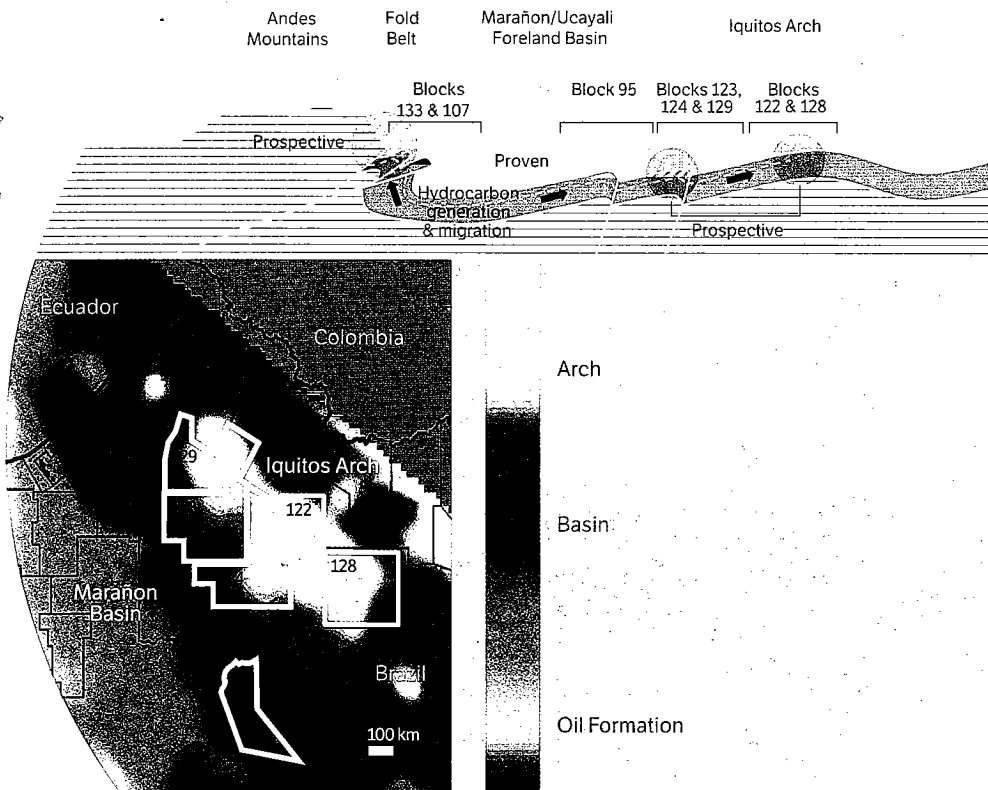 Andes
Mountains
Fold
Belt
Marañon/Ucayali
Foreland Basin
Iquitos Arch
Blocks
133 & 107
Block 95
Blocks 123,
124 & 129
Blocks
122 & 128
Prospective
Proven
Hydrocarbon
generation
& migration
Prospective
Ecuador
Colombia
Arch
29
Iquitos Arch
122
Basin
128
Marañon
Basin
Brazil
Oil Formation
100 km